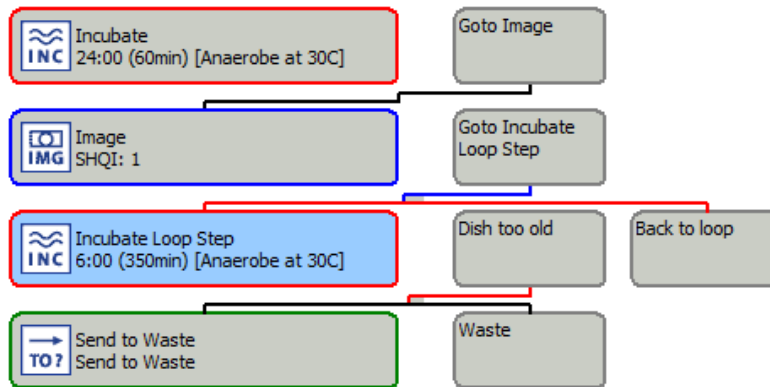 INC
Incubate
24:00 (60min) [Anaerobe at 30C]
Goto Image
IMG
Image
SHQI: 1
Goto Incubate
Loop Step
INC
Incubate Loop Step
6:00 (350min) [Anaerobe at 30C]
Dish too old
Back to loop
TO?
Send to Waste
Send to Waste
Waste